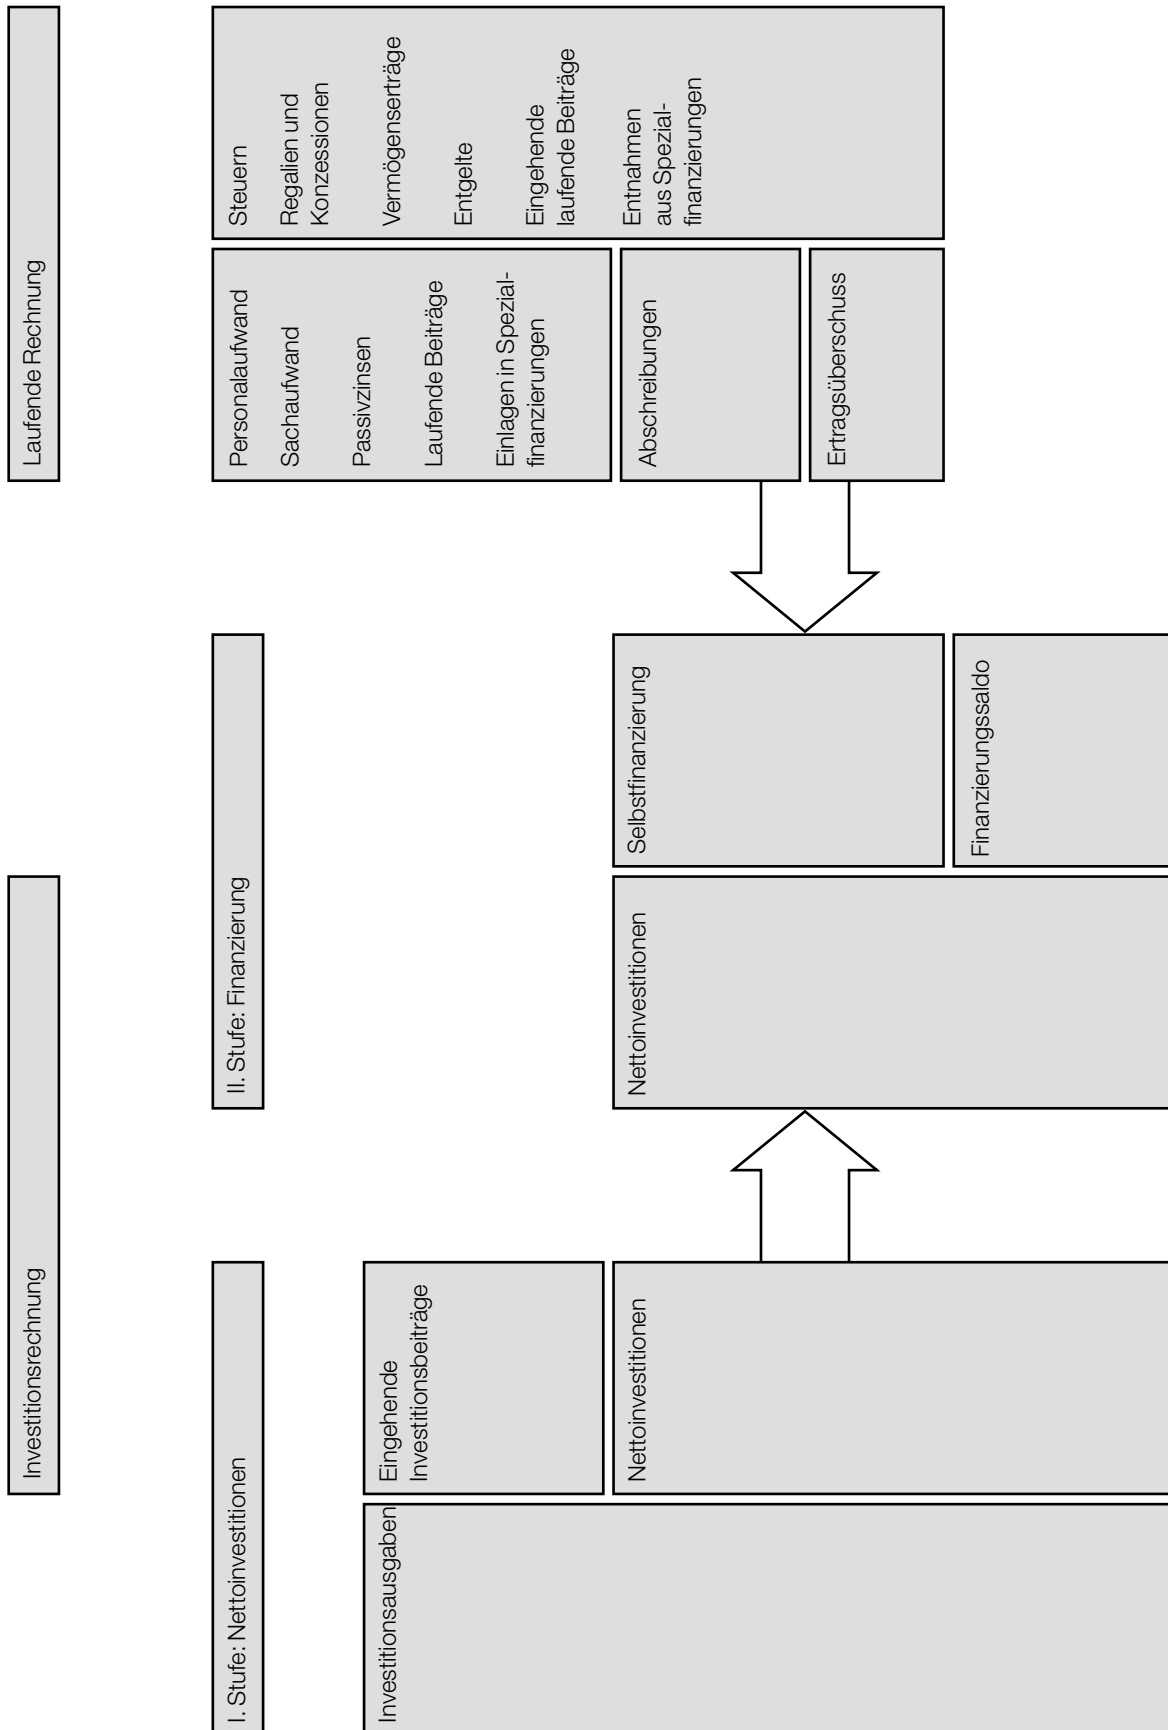 Investitionsrechnung
Laufende Rechnung
I. Stufe: Nettoinvestitionen
II. Stufe: Finanzierung
Investitionsausgaben
Eingehende
Investitionsbeiträge
Nettoinvestitionen
Nettoinvestitionen
Selbstfinanzierung
Finanzierungssaldo
Personalaufwand
Sachaufwand
Passivzinsen
Laufende Beiträge
Einlagen in Spezial-
finanzierungen
Abschreibungen
Ertragsüberschuss
Steuern
Regalien und
Konzessionen
Vermögenserträge
Entgelte
Eingehende
laufende Beiträge
Entnahmen
aus Spezial-
finanzierungen